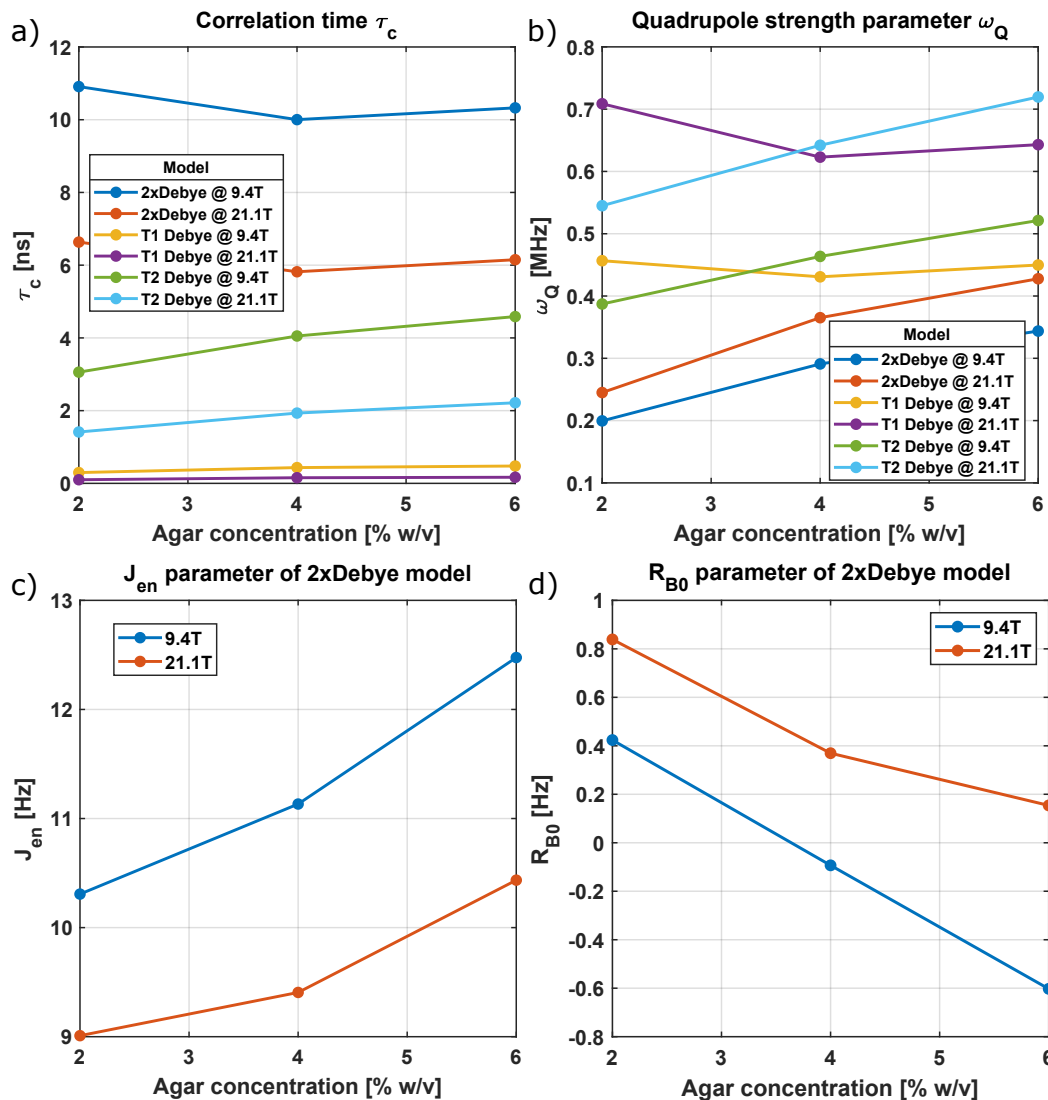 a)
Correlation time τc
12
10
8
6
4
2
0
τc [ns]
Model
2xDebye @ 9.4T
2xDebye @ 21.1T
T1 Debye @ 9.4T
T1 Debye @ 21.1T
T2 Debye @ 9.4T
T2 Debye @ 21.1T
2 3 4 5 6
Agar concentration [% w/v]
b)
Quadrupole strength parameter ωQ
0.8
0.7
0.6
0.5
0.4
0.3
0.2
0.1
ωQ [MHz]
Model
2xDebye @ 9.4T
2xDebye @ 21.1T
T1 Debye @ 9.4T
T1 Debye @ 21.1T
T2 Debye @ 9.4T
T2 Debye @ 21.1T
2 3 4 5 6
Agar concentration [% w/v]
c)
Jen parameter of 2xDebye model
13
12
11
10
9
Jen [Hz]
9.4T
21.1T
2 3 4 5 6
Agar concentration [% w/v]
d)
RB0 parameter of 2xDebye model
1
0.8
0.6
0.4
0.2
0
-0.2
-0.4
-0.6
-0.8
RB0 [Hz]
9.4T
21.1T
2 3 4 5 6
Agar concentration [% w/v]